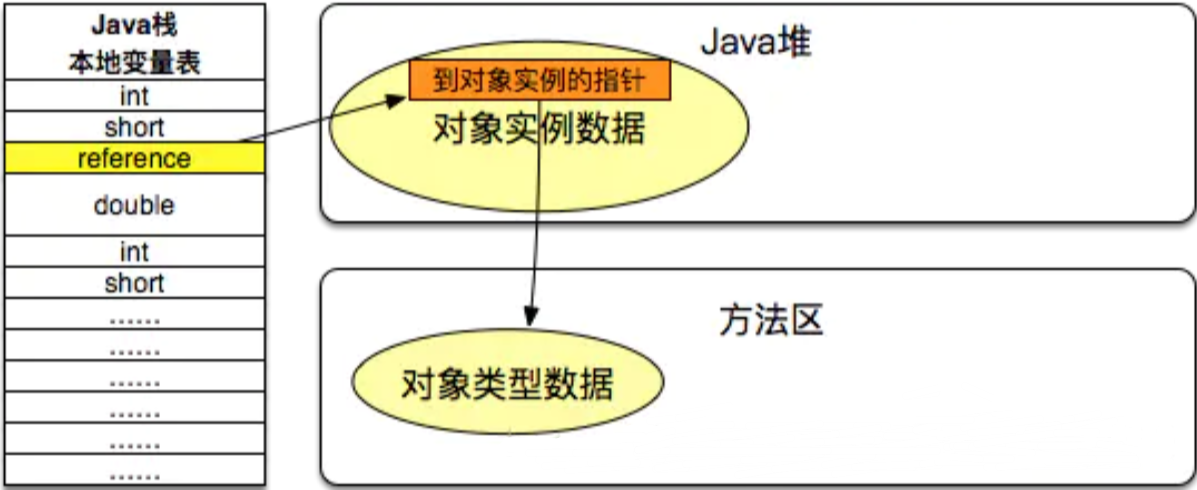 Java栈
本地变量表
int
short
reference
double
int
short
……
……
……
……
……
……
Java堆
到对象实例的指针
对象实例数据
方法区
对象类型数据